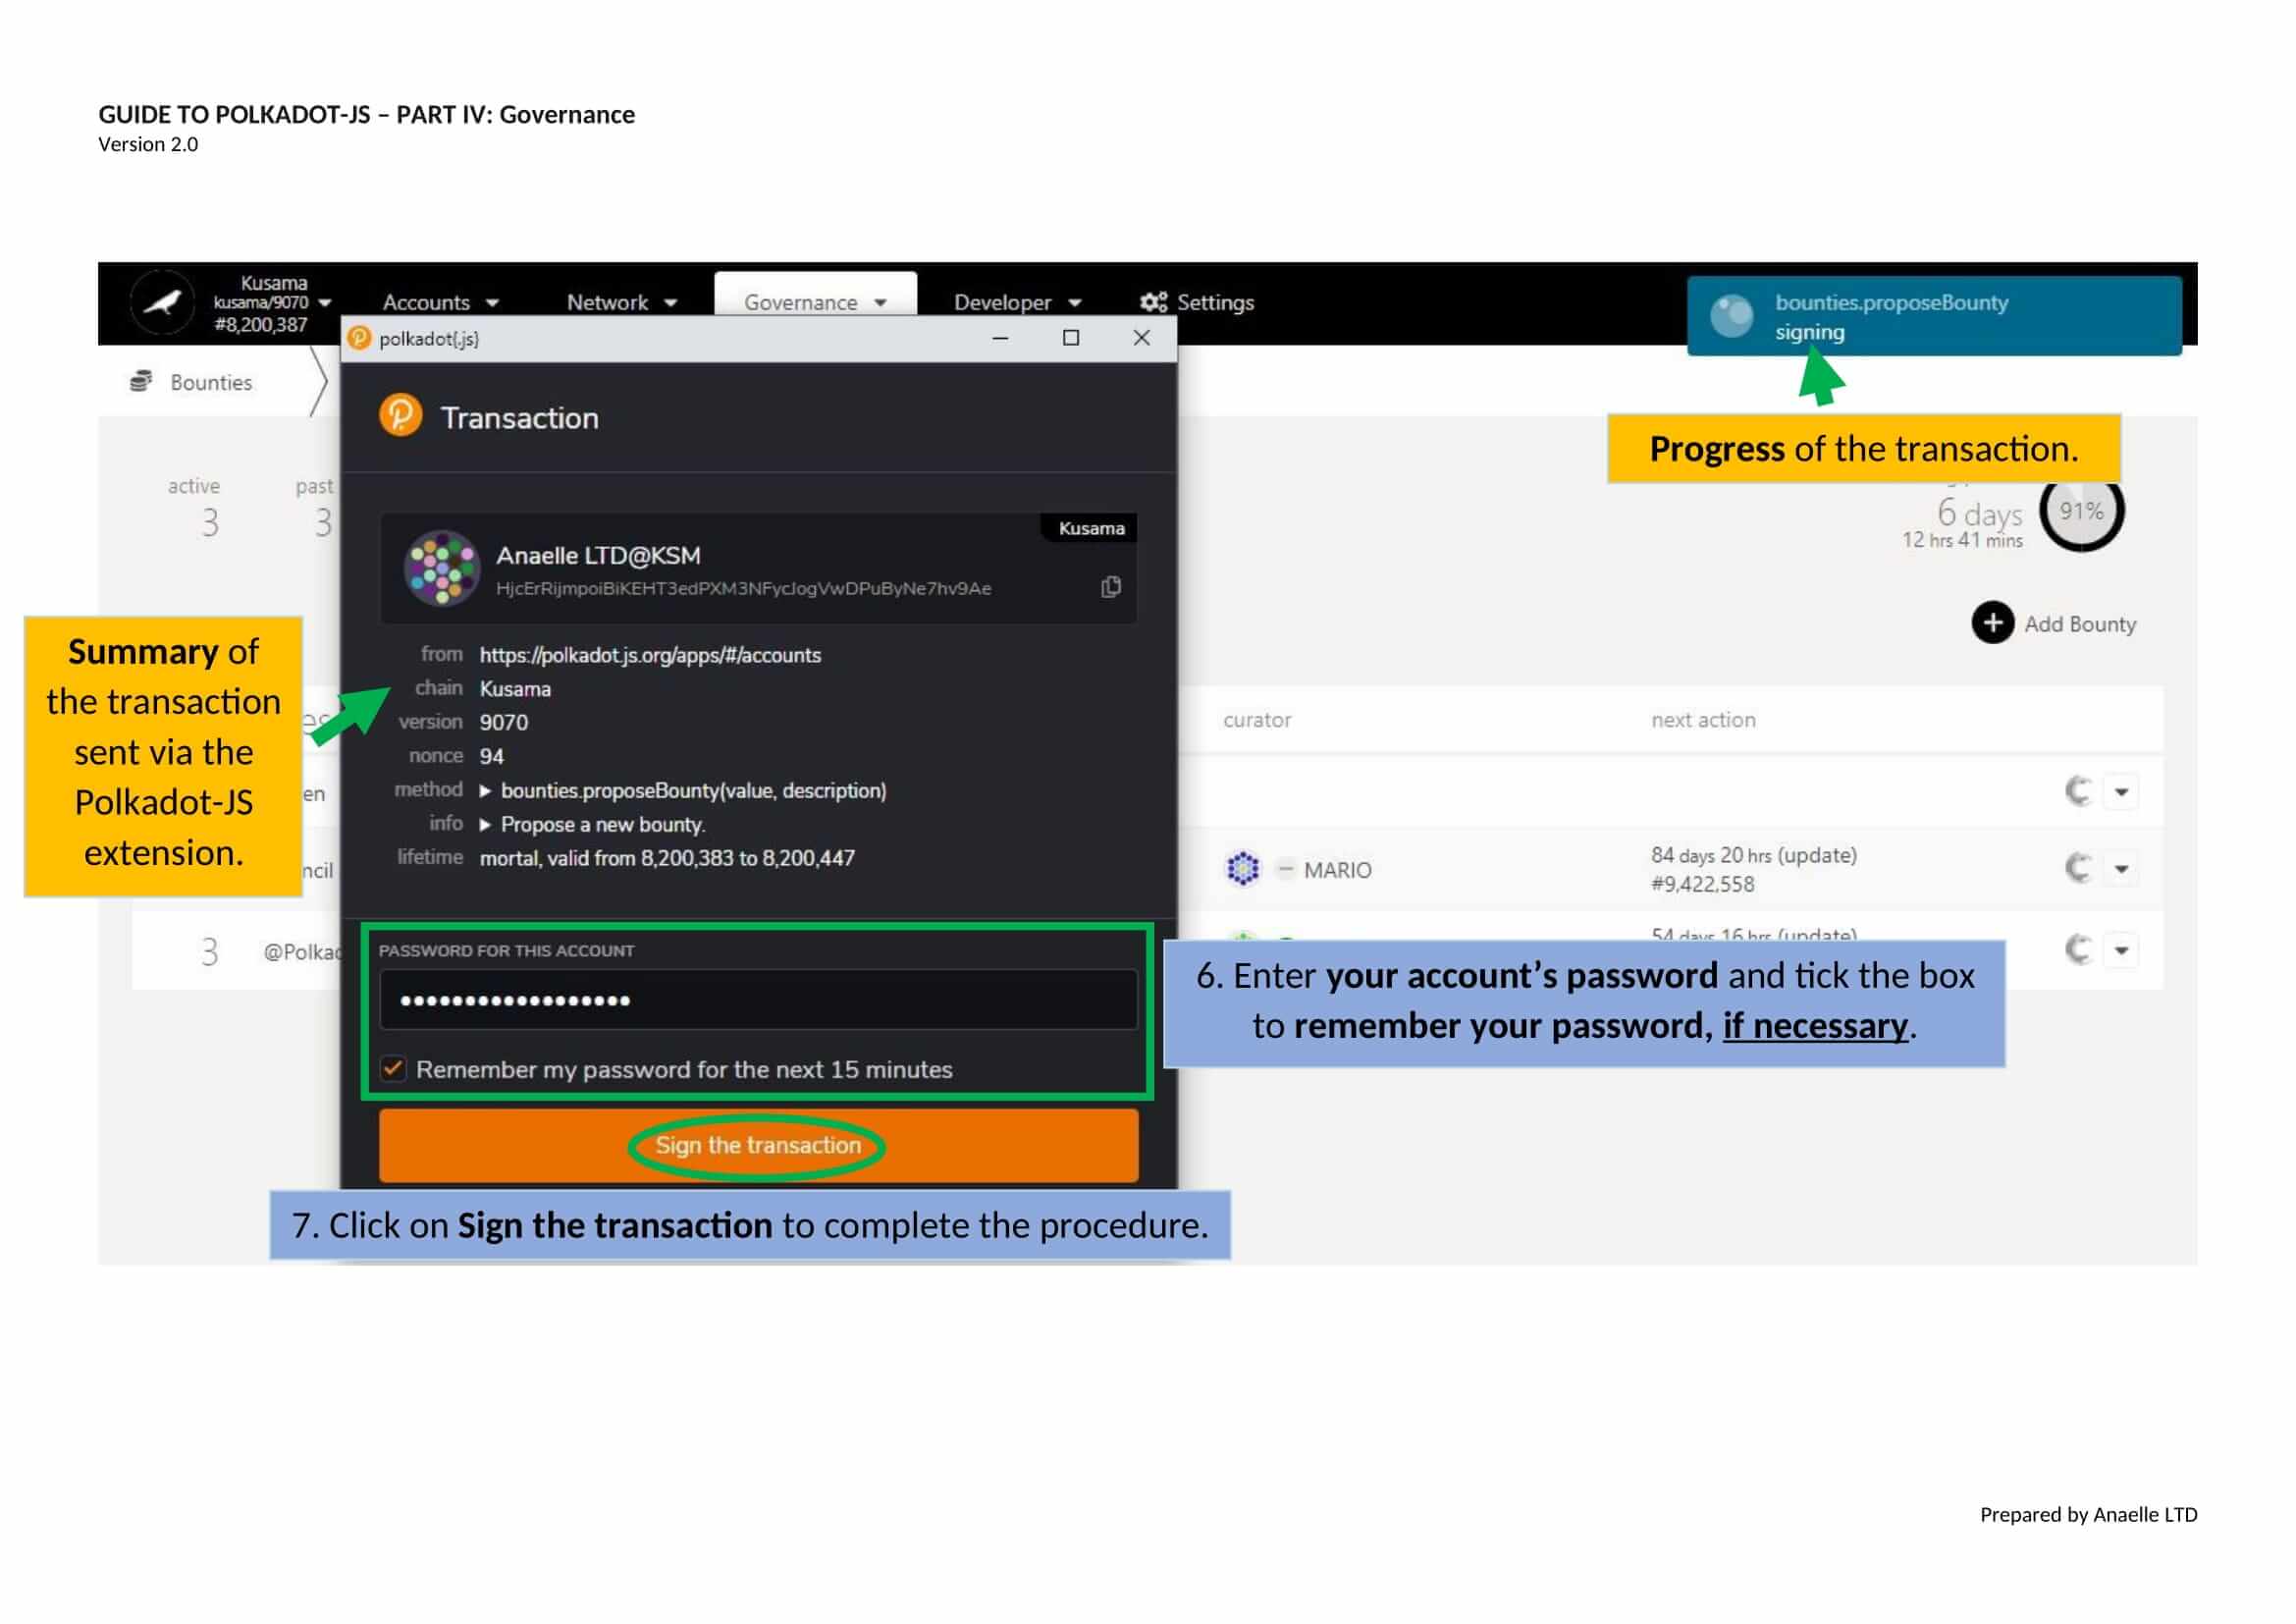 GUIDE TO POLKADOT-JS – PART IV: Governance
Version 2.0
Kusama
kusama/9070
#8,200,387
Accounts
Network
Governance
Developer
Settings
bounties.proposeBounty
signing
polkadot{.js}
Bounties
Transaction
Progress of the transaction.
active
3
past
3
6 days
12 hrs 41 mins
91%
Kusama
Anaelle LTD@KSM
HjcErRijmpoiBiKEHT3edPXM3NFycJogVwDPuByNe7hv9Ae
Add Bounty
Summary of
the transaction
sent via the
Polkadot-JS
extension.
from https://polkadot.js.org/apps/#/accounts
chain Kusama
version 9070
nonce 94
method bounties.proposeBounty(value, description)
info Propose a new bounty.
lifetime mortal, valid from 8,200,383 to 8,200,447
curator
next action
MARIO
84 days 20 hrs (update)
#9,422,558
54 days 16 hrs (update)
3
PASSWORD FOR THIS ACCOUNT
••••••••••••••••••
Remember my password for the next 15 minutes
6. Enter your account’s password and tick the box
to remember your password, if necessary.
Sign the transaction
7. Click on Sign the transaction to complete the procedure.
Prepared by Anaelle LTD